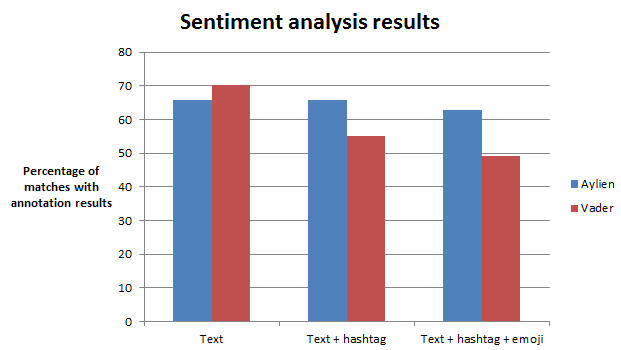 Sentiment analysis results
80
70
60
50
40
30
20
10
0
Percentage of
matches with
annotation results
Text
Text + hashtag
Text + hashtag + emoji
Aylien
Vader